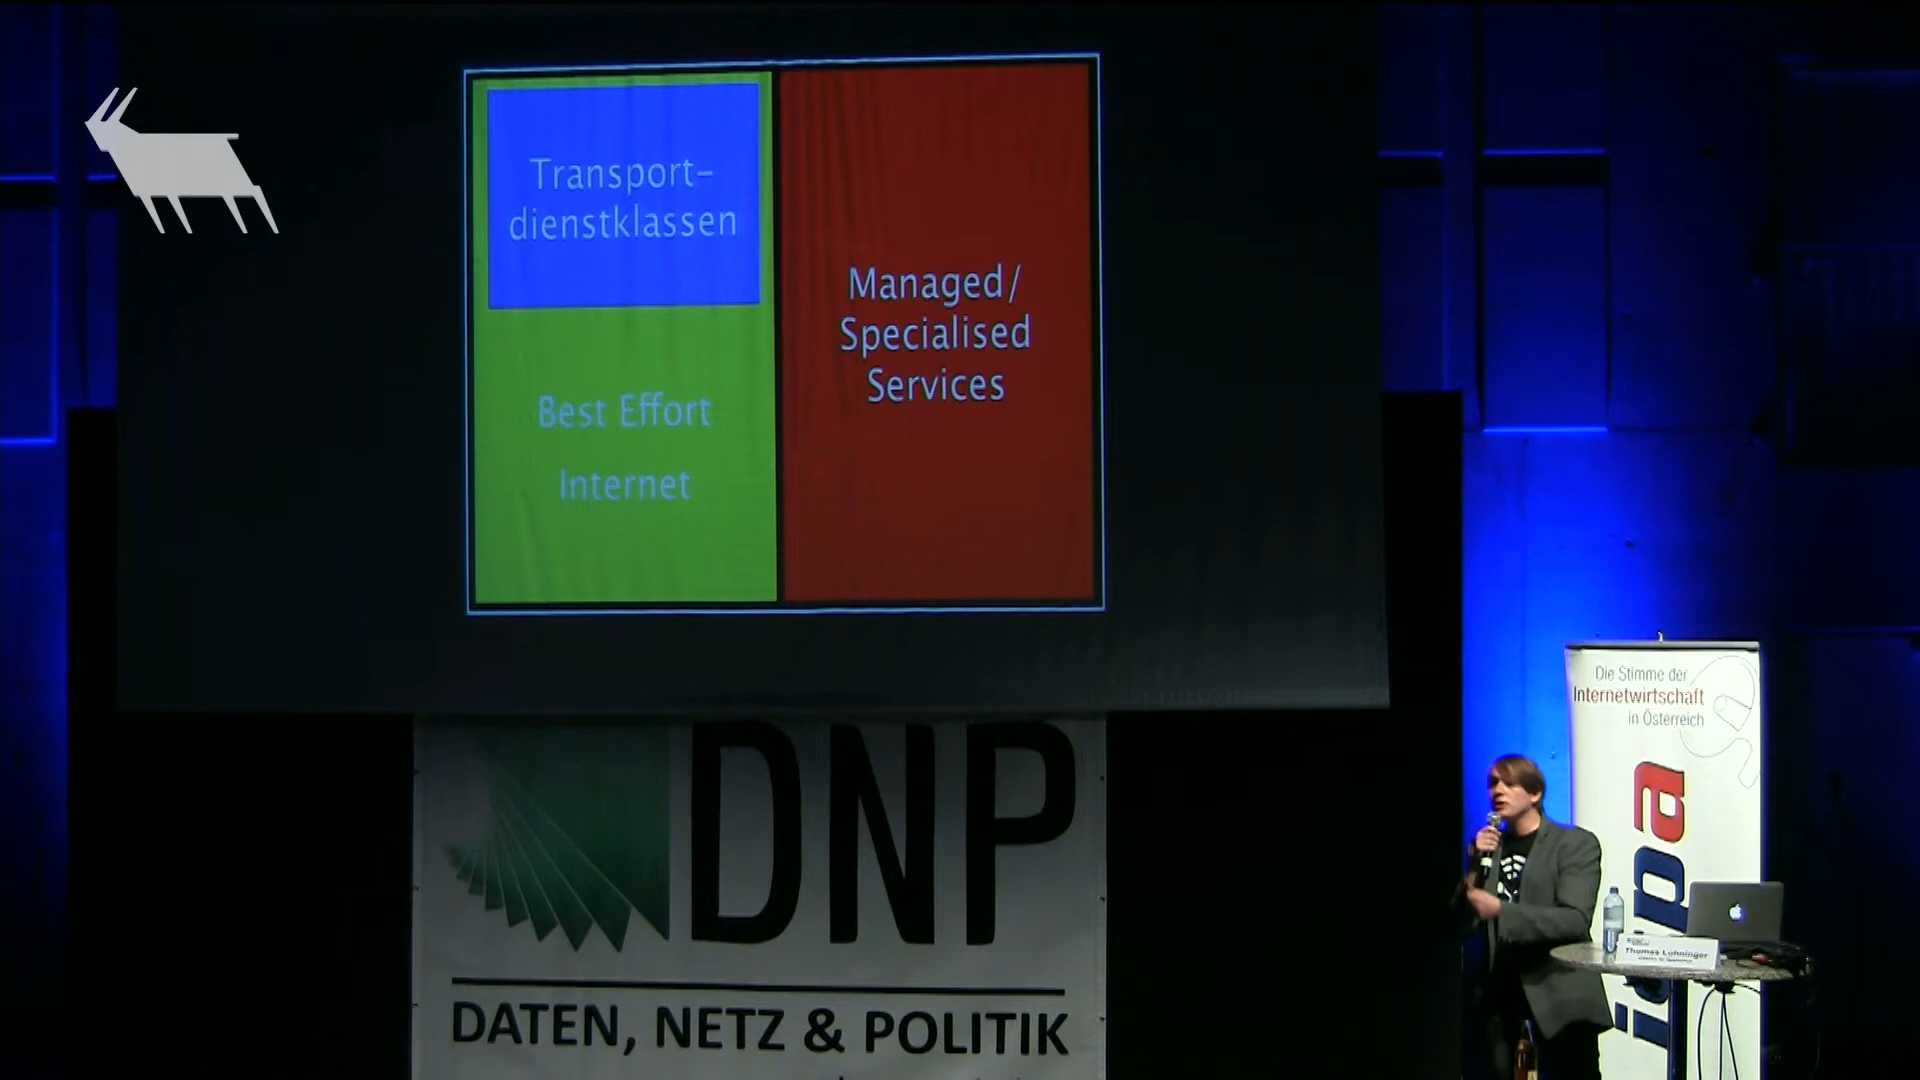 Transport-
dienstklassen
Best Effort
Internet
Managed/
Specialised
Services
DNP
DATEN, NETZ & POLITIK
Die Stimme der
Internetwirtschaft
in Österreich
ispa
Thomas Lohninger